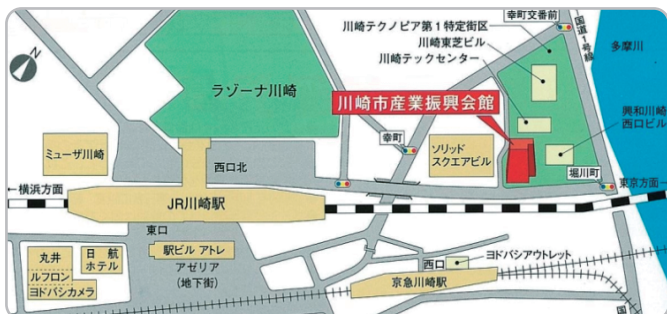 幸町交番前
国道1号線
川崎テクノピア第1特定街区
川崎東芝ビル
川崎テックセンター
多摩川
N
ラゾーナ川崎
川崎市産業振興会館
興和川崎
西口ビル
ミューザ川崎
幸町
ソリッド
スクエアビル
西口北
堀川町
←横浜方面
東京方面→
JR川崎駅
東口
丸井
日航
ホテル
駅ビル アトレ
ルフロン
アゼリア
(地下街)
ヨドバシカメラ
西口
ヨドバシアウトレット
京急川崎駅
国